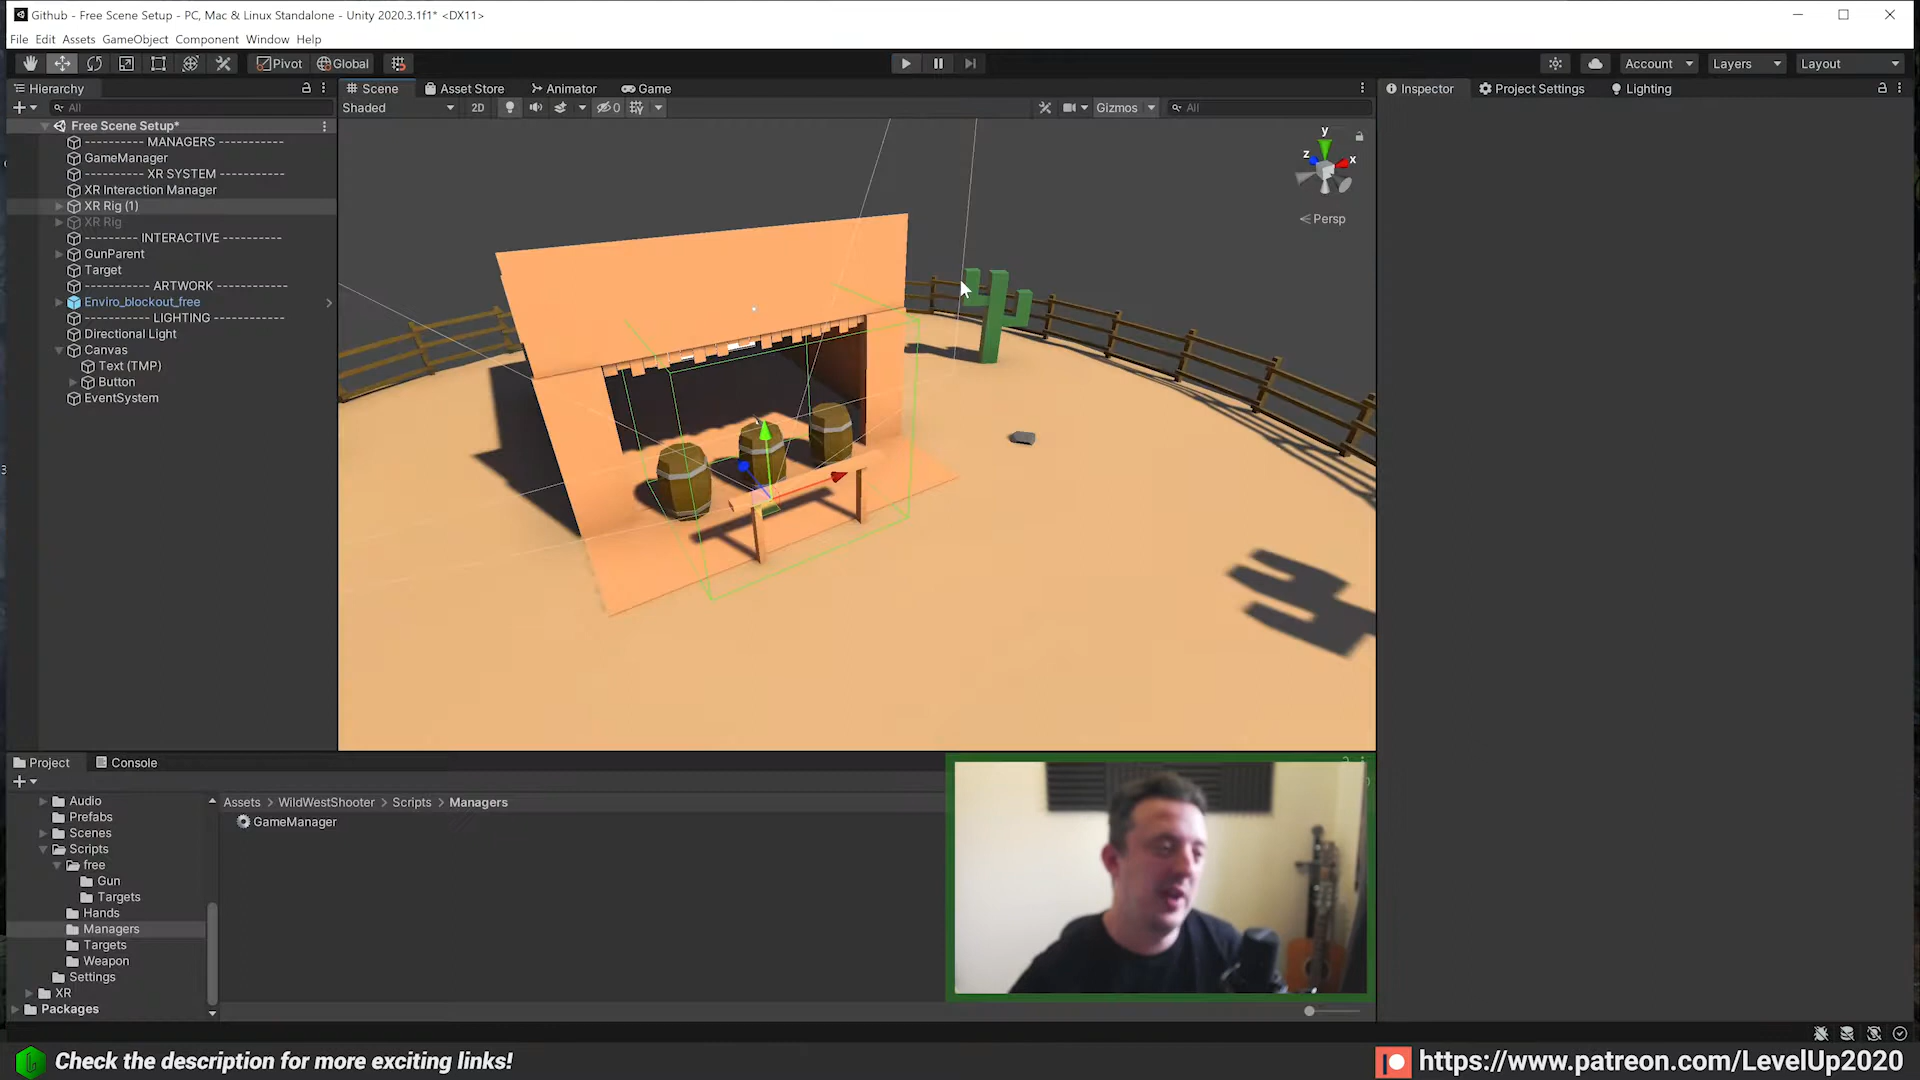 Github - Free Scene Setup - PC, Mac & Linux Standalone - Unity 2020.3.1f1* <DX11>
File Edit Assets GameObject Component Window Help
Pivot Global Account Layers Layout
Hierarchy
All
Free Scene Setup*
---------- MANAGERS -----------
GameManager
---------- XR SYSTEM -----------
XR Interaction Manager
XR Rig (1)
XR Rig
--------- INTERACTIVE ----------
GunParent
Target
---------- ARTWORK -----------
Enviro_blockout_free
---------- LIGHTING ------------
Directional Light
Canvas
Text (TMP)
Button
EventSystem
Scene Asset Store Animator Game
Shaded 2D 0 Gizmos All
y
z x
Persp
Inspector Project Settings Lighting
Project Console
Audio
Prefabs
Scenes
Scripts
free
Gun
Targets
Hands
Managers
Targets
Weapon
Settings
XR
Packages
Assets > WildWestShooter > Scripts > Managers
GameManager
Check the description for more exciting links!
https://www.patreon.com/LevelUp2020